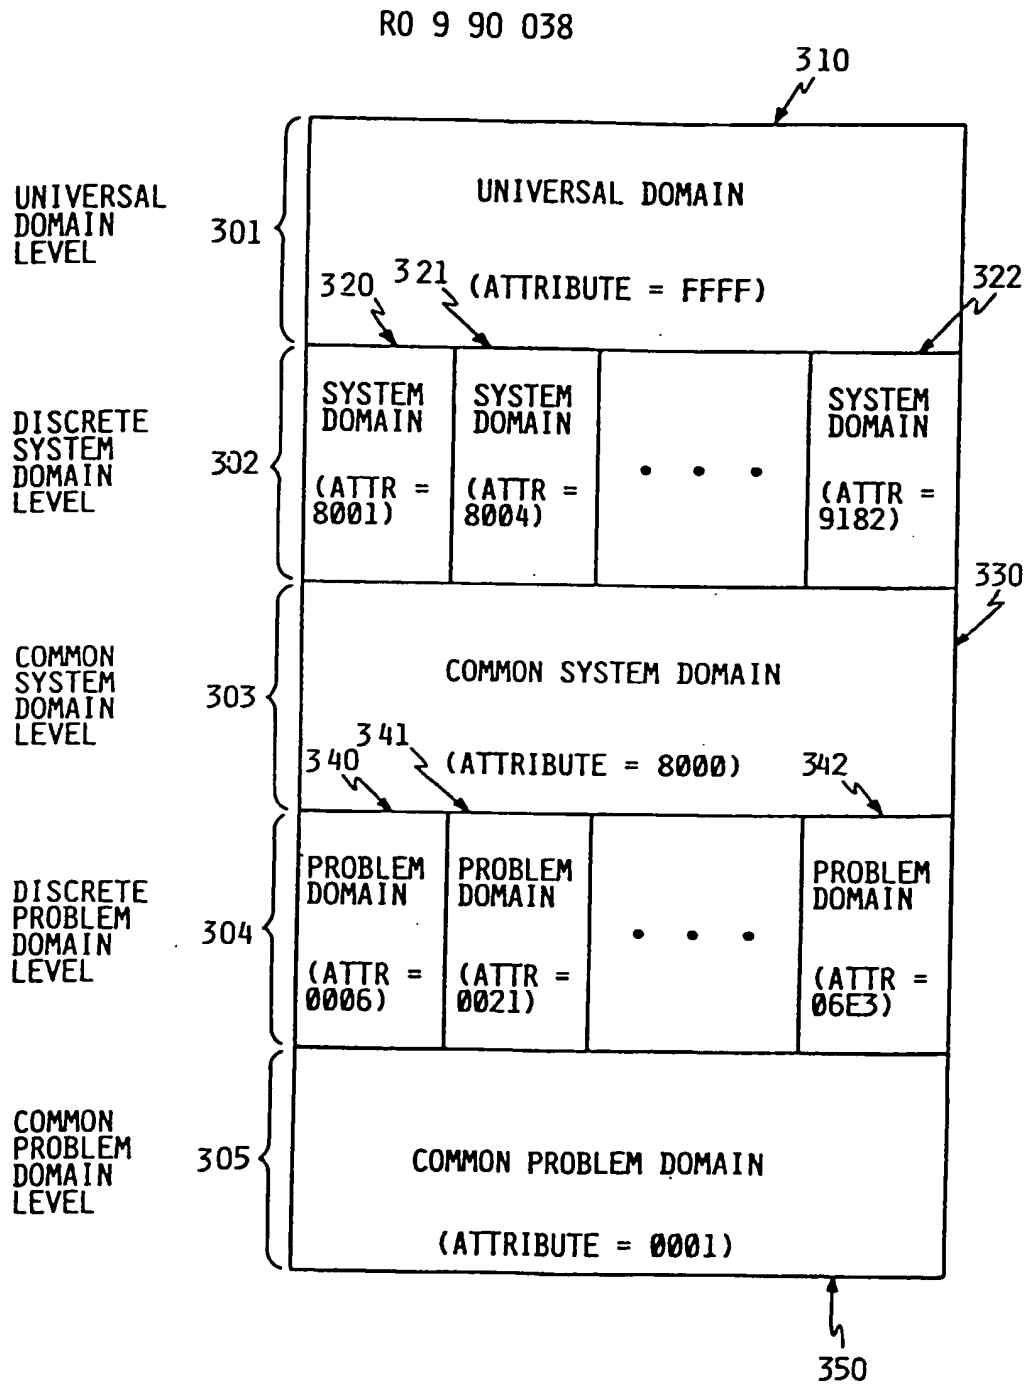 RO 9 90 038
310
UNIVERSAL
DOMAIN
LEVEL
301
UNIVERSAL DOMAIN
(ATTRIBUTE = FFFF)
320
321
322
DISCRETE
SYSTEM
DOMAIN
LEVEL
302
SYSTEM
DOMAIN
(ATTR =
8001)
SYSTEM
DOMAIN
(ATTR =
8004)
• • •
SYSTEM
DOMAIN
(ATTR =
9182)
330
COMMON
SYSTEM
DOMAIN
LEVEL
303
COMMON SYSTEM DOMAIN
(ATTRIBUTE = 8000)
340
341
342
DISCRETE
PROBLEM
DOMAIN
LEVEL
304
PROBLEM
DOMAIN
(ATTR =
0006)
PROBLEM
DOMAIN
(ATTR =
0021)
• • •
PROBLEM
DOMAIN
(ATTR =
06E3)
COMMON
PROBLEM
DOMAIN
LEVEL
305
COMMON PROBLEM DOMAIN
(ATTRIBUTE = 0001)
350